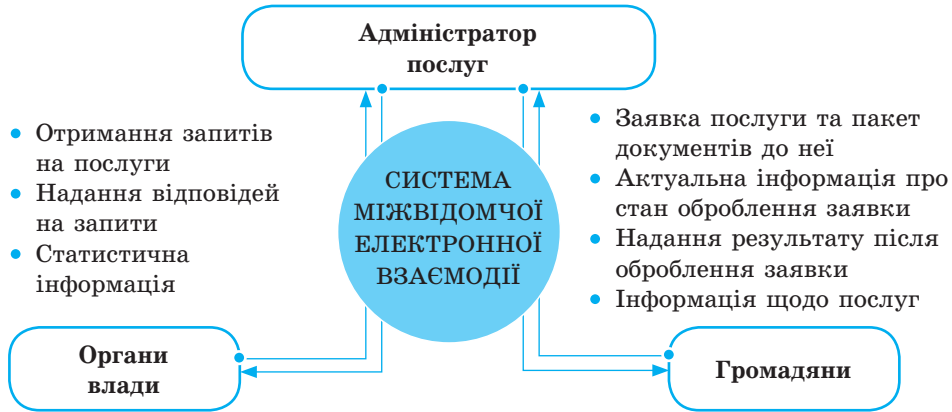 Адміністратор
послуг
• Отримання запитів
на послуги
• Надання відповідей
на запити
• Статистична
інформація
СИСТЕМА
МІЖВІДОМЧОЇ
ЕЛЕКТРОННОЇ
ВЗАЄМОДІЇ
• Заявка послуги та пакет
документів до неї
• Актуальна інформація про
стан оброблення заявки
• Надання результату після
оброблення заявки
• Інформація щодо послуг
Органи
влади
Громадяни